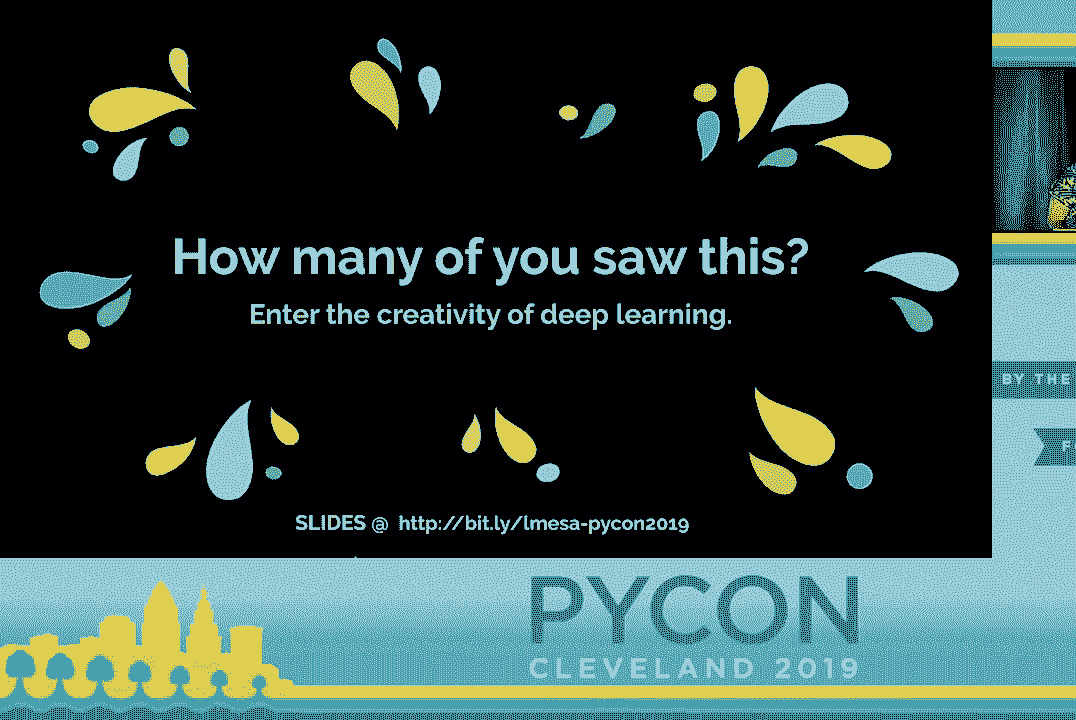 How many of you saw this?
Enter the creativity of deep learning.
SLIDES @ http://bit.ly/lmesa-pycon2019
BY THE
PYCON
CLEVELAND 2019